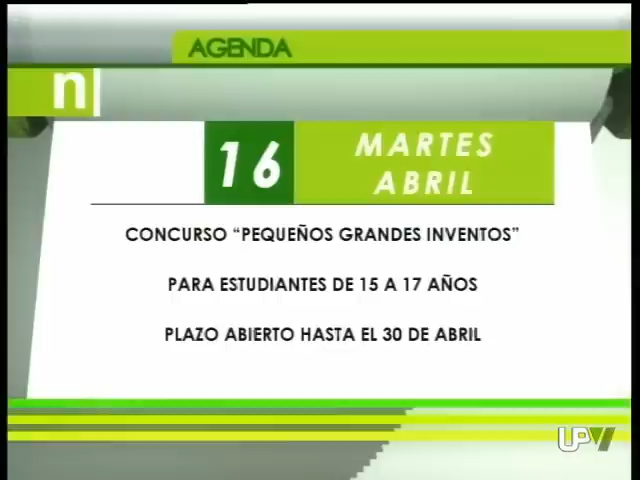 AGENDA
n
16
MARTES
ABRIL
CONCURSO “PEQUEÑOS GRANDES INVENTOS”
PARA ESTUDIANTES DE 15 A 17 AÑOS
PLAZO ABIERTO HASTA EL 30 DE ABRIL
UPV